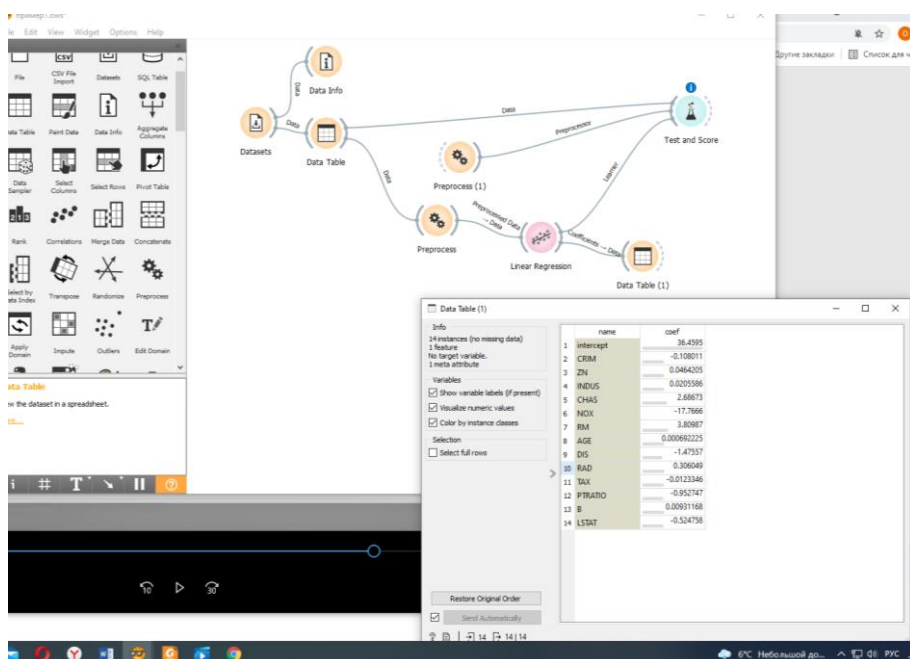 пример1.ows*
File Edit View Widget Options Help
Другие закладки
Список для ч
CSV
File
CSV File
Import
Datasets
SQL Table
Data Table
Paint Data
Data Info
Aggregate
Columns
Data
Sampler
Select
Columns
Select Rows
Pivot Table
Rank
Correlations
Merge Data
Concatenate
Select by
Data Index
Transpose
Randomize
Preprocess
Apply
Domain
Impute
Outliers
Edit Domain
Data Table
the dataset in a spreadsheet.
Data
Data Info
Data
Datasets
Data Table
Data
Preprocessor
Test and Score
Preprocess (1)
Data
Learner
Preprocess
Preprocessed Data
→ Data
Linear Regression
Coefficients → Data
Data Table (1)
Data Table (1)
Info
14 instances (no missing data)
1 feature
No target variable.
1 meta attribute
Variables
Show variable labels (if present)
Visualize numeric values
Color by instance classes
Selection
Select full rows
Restore Original Order
Send Automatically
14 14|14
name coef
1 intercept 36.4595
2 CRIM -0.108011
3 ZN 0.0464205
4 INDUS 0.0205586
5 CHAS 2.68673
6 NOX -17.7666
7 RM 3.80987
8 AGE 0.000692225
9 DIS -1.47557
10 RAD 0.306049
11 TAX -0.0123346
12 PTRATIO -0.952747
13 B 0.00931168
14 LSTAT -0.524758
10
30
6°C Небольшой до...
РУС